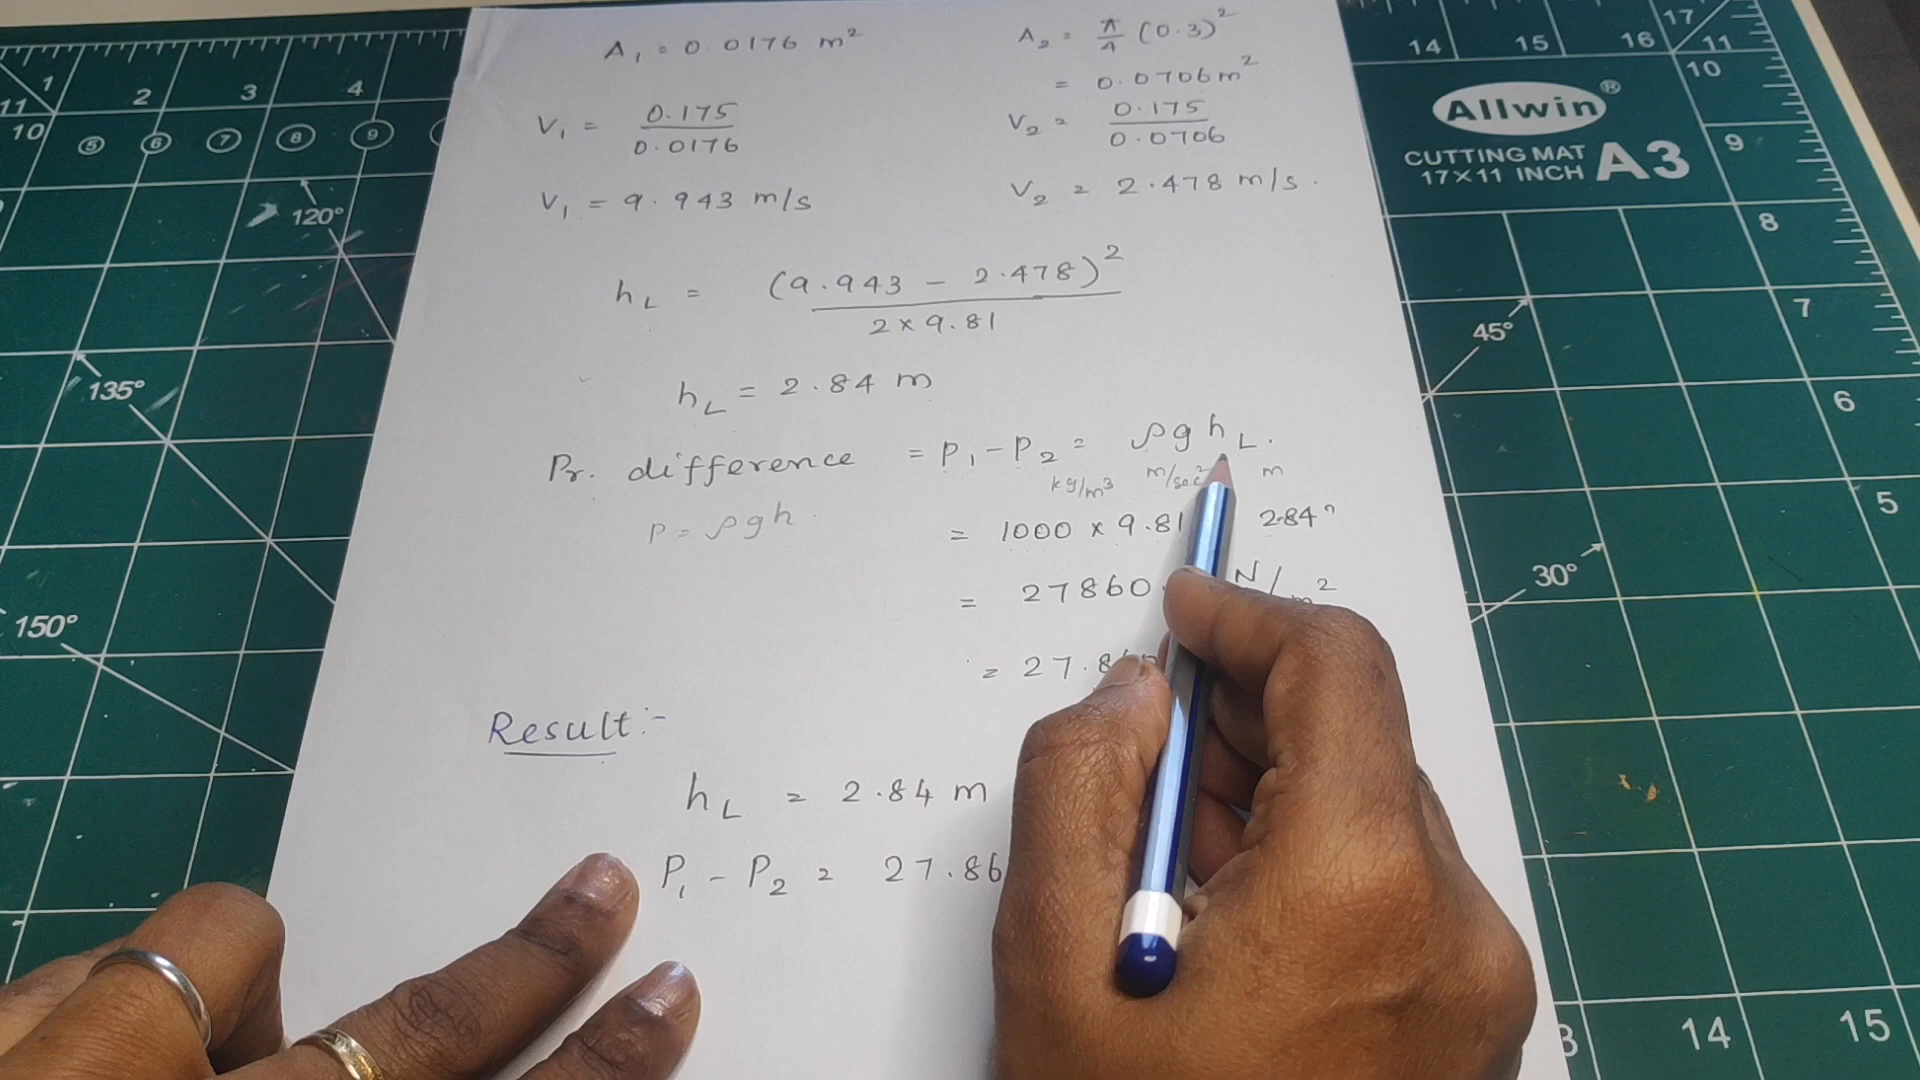 A₁ = 0.0176 m²
A₂ = π/4 (0.3)²
= 0.0706 m²
V₁ = 0.175 / 0.0176
V₂ = 0.175 / 0.0706
V₁ = 9.943 m/s
V₂ = 2.478 m/s.
h_L = (9.943 - 2.478)² / 2 × 9.81
h_L = 2.84 m
Pr. difference = P₁ - P₂ = ρgh_L.
kg/m³ m/sec² m
P = ρgh.
= 1000 × 9.81 2.84
= 27860 N/m²
= 27.8
Result:-
h_L = 2.84 m
P₁ - P₂ = 27.86
Allwin®
CUTTING MAT A3
17×11 INCH
1 2 3 4
11
10
5 6 7 8 9
120°
135°
150°
14 15 16 17
11
10
9
8
7
6
5
45°
30°
14 15